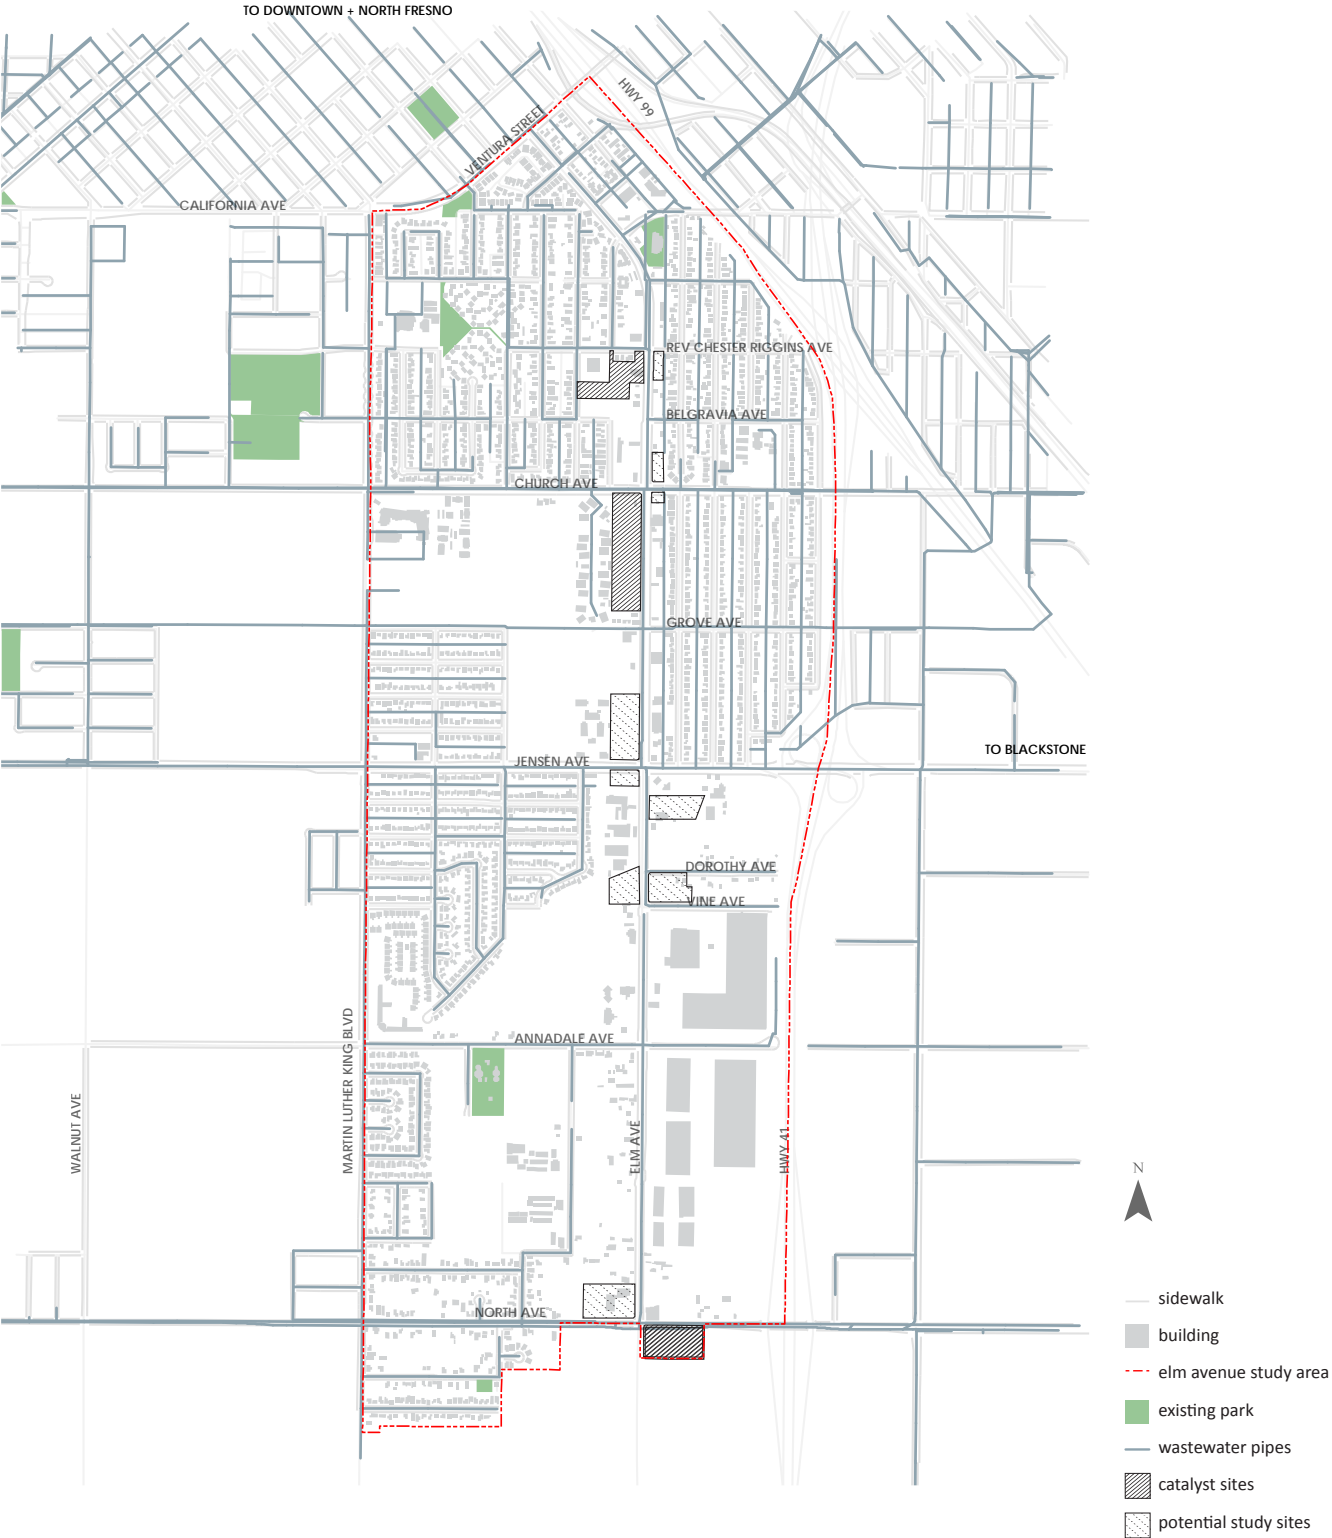 TO DOWNTOWN + NORTH FRESNO
HWY 99
VENTURA STREET
CALIFORNIA AVE
REV CHESTER RIGGINS AVE
BELGRAVIA AVE
CHURCH AVE
GROVE AVE
TO BLACKSTONE
JENSEN AVE
DOROTHY AVE
VINE AVE
ANNADALE AVE
MARTIN LUTHER KING BLVD
WALNUT AVE
ELM AVE
HWY 41
N
NORTH AVE
sidewalk
building
elm avenue study area
existing park
wastewater pipes
catalyst sites
potential study sites